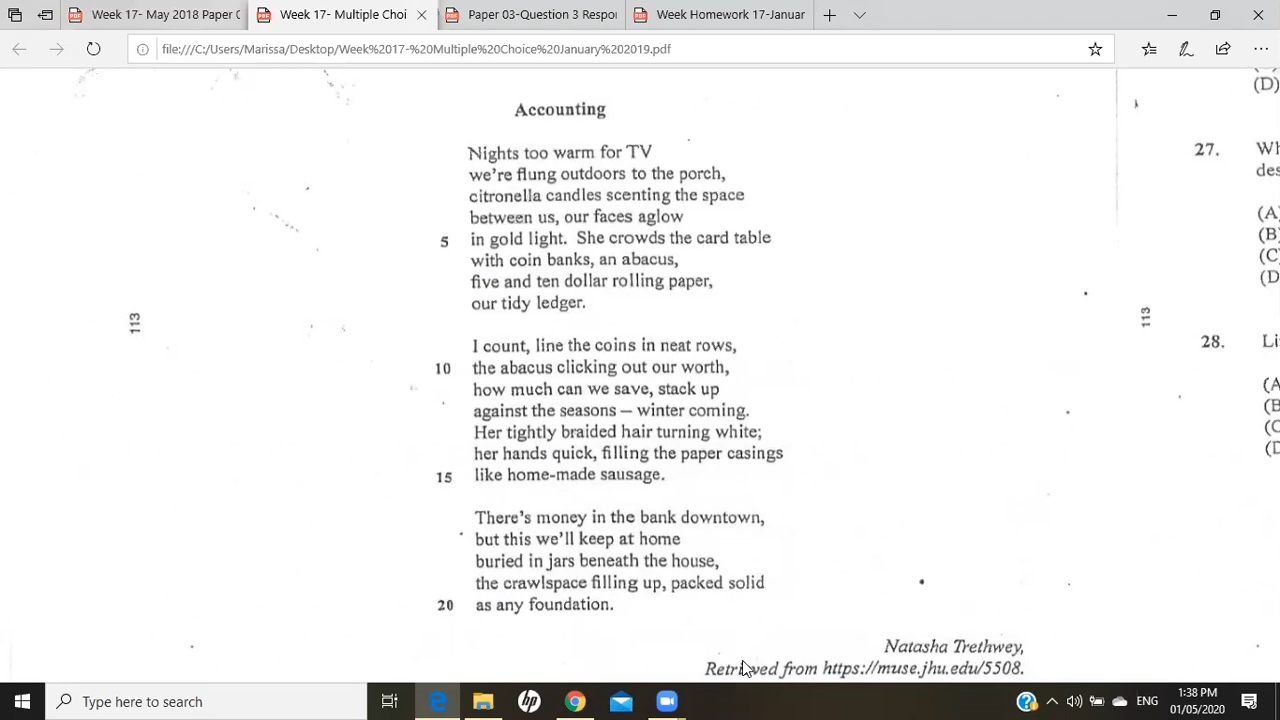 Week 17- May 2018 Paper (
Week 17- Multiple Choi
Paper 01-Question 3 Respon
Week Homework 17-Januar
file:///C:/Users/Marissa/Desktop/Week%2017-%20Multiple%20Choice%20January%202019.pdf
Accounting
Nights too warm for TV
we're flung outdoors to the porch,
citronella candles scenting the space
between us, our faces aglow
5 in gold light. She crowds the card table
with coin banks, an abacus,
five and ten dollar rolling paper,
our tidy ledger.
I count, line the coins in neat rows,
10 the abacus clicking out our worth,
how much can we save, stack up
against the seasons – winter coming.
Her tightly braided hair turning white;
her hands quick, filling the paper casings
15 like home-made sausage.
There's money in the bank downtown,
but this we'll keep at home
buried in jars beneath the house,
the crawlspace filling up, packed solid
20 as any foundation.
Natasha Trethwey,
Retrieved from https://muse.jhu.edu/5508.
113
(D)
27. Wh
des
(A)
(B)
(C)
(D
113
28. Li
(A
(B
(C
(D
Type here to search
ENG
1:38 PM
01/05/2020